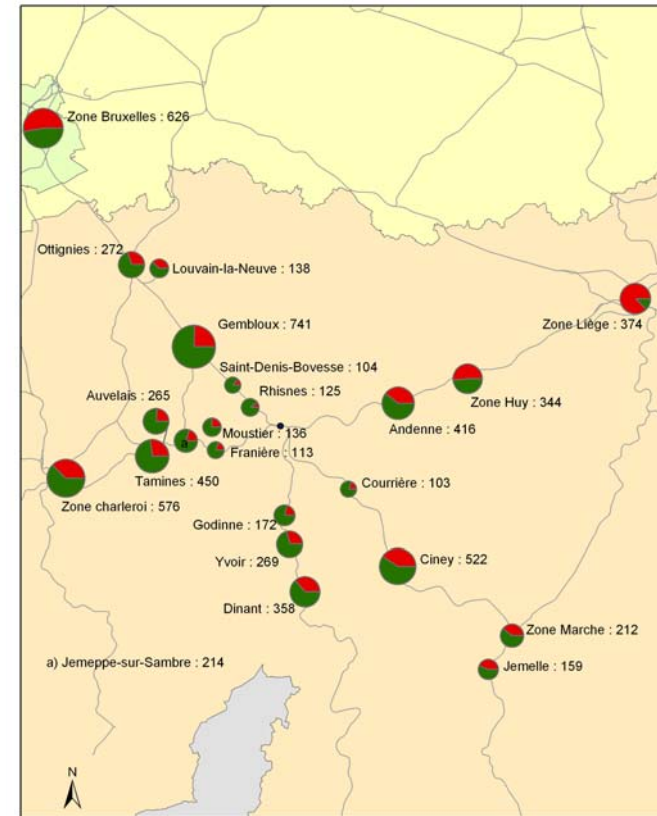 Zone Bruxelles : 626
Ottignies : 272
Louvain-la-Neuve : 138
Zone Liège : 374
Gembloux : 741
Saint-Denis-Bovesse : 104
Rhisnes : 125
Auvelais : 265
Zone Huy : 344
Andenne : 416
Moustier : 136
a
Franière : 113
Tamines : 450
Zone charleroi : 576
Courrière : 103
Godinne : 172
Yvoir : 269
Ciney : 522
Dinant : 358
Zone Marche : 212
a) Jemeppe-sur-Sambre : 214
Jemelle : 159
N